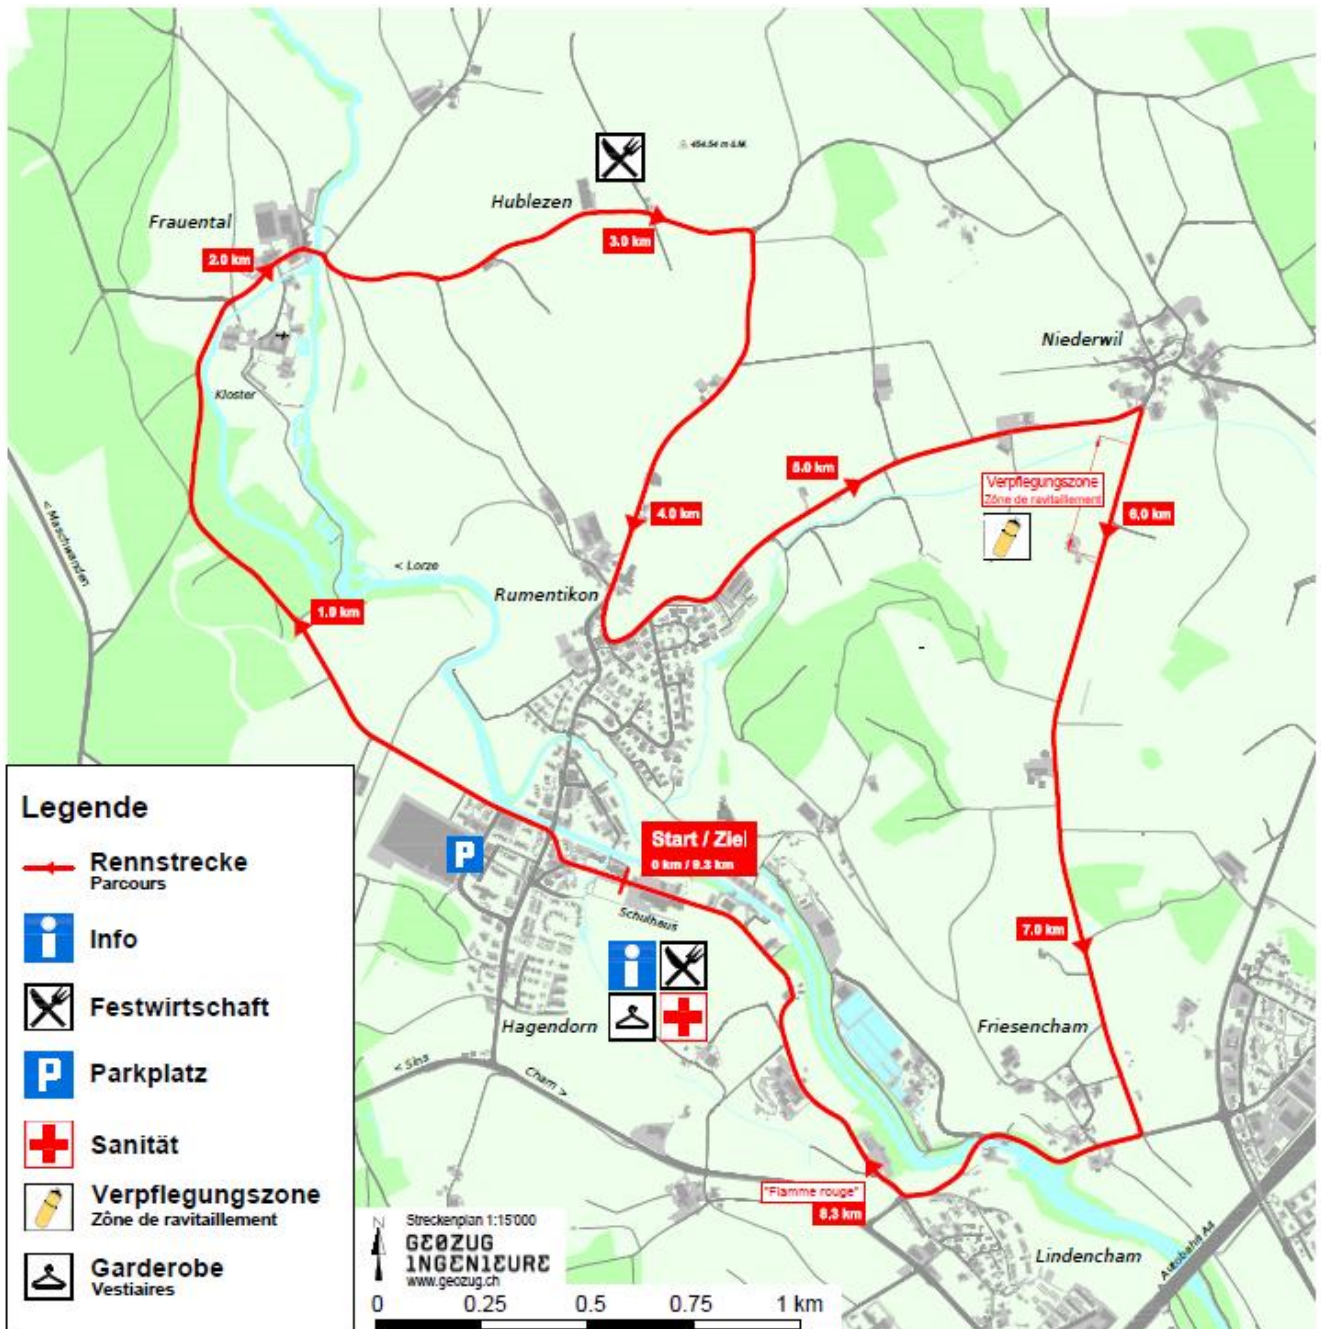 464.54 m ü.M.
Hublezen
Frauental
3.0 km
2.0 km
Niederwil
Kloster
5.0 km
Verpflegungszone
Zône de ravitaillement
4.0 km
6,0 km
< Maschwanden
< Lorze
Rumentikon
1.0 km
Start / Ziel
0 km / 9.3 km
Schulhaus
7.0 km
Hagendorn
Friesencham
< Sins
Cham >
"Flamme rouge"
8,3 km
Lindencham
Autobahn A4
Legende
Rennstrecke
Parcours
Info
Festwirtschaft
P
Parkplatz
Sanität
Verpflegungszone
Zône de ravitaillement
Garderobe
Vestiaires
P
N
Streckenplan 1:15'000
GEOZUG
INGENIEURE
www.geozug.ch
0 0.25 0.5 0.75 1 km